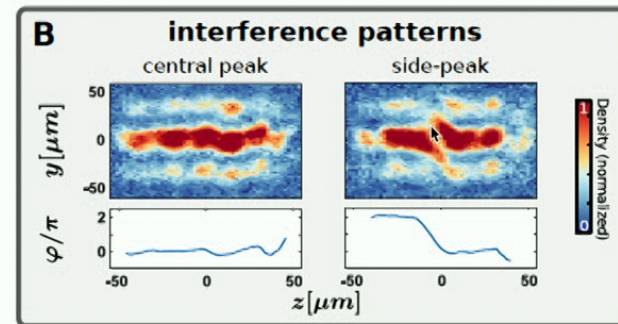 B interference patterns
central peak side-peak
50
0
-50
y[μm]
1
0
Density (normalized)
2
0
φ/π
-50 0 50 -50 0 50
z[μm]